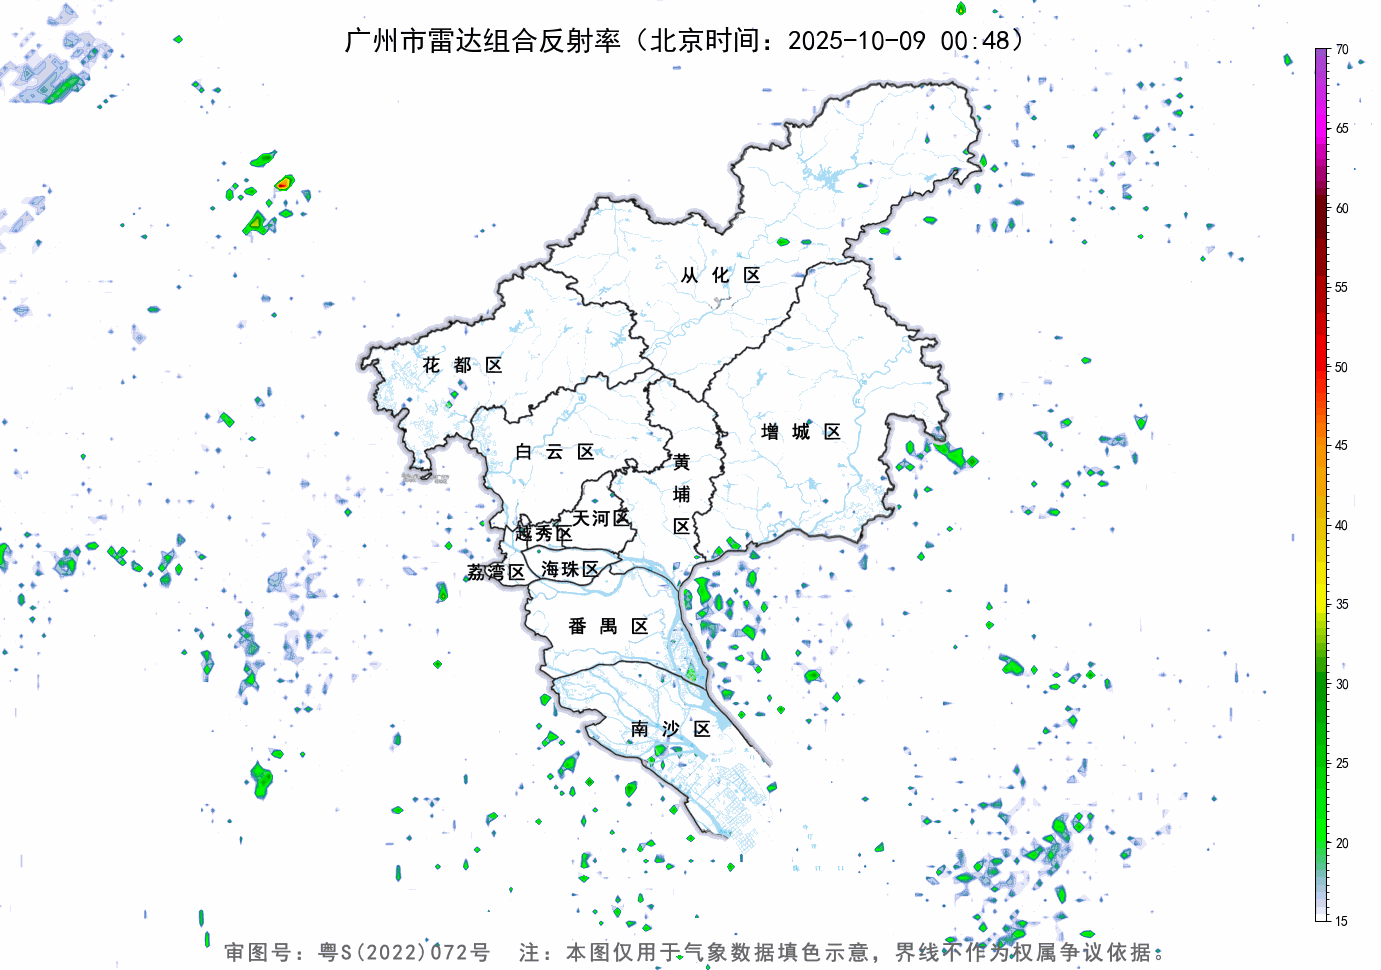 广州市雷达组合反射率（北京时间：2025-10-09 00:48）
70
65
60
55
50
45
40
35
30
25
20
15
从化区
花都区
增城区
白云区
黄埔区
天河区
越秀区
海珠区
荔湾区
番禺区
南沙区
审图号：粤S(2022)072号 注：本图仅用于气象数据填色示意，界线不作为权属争议依据。